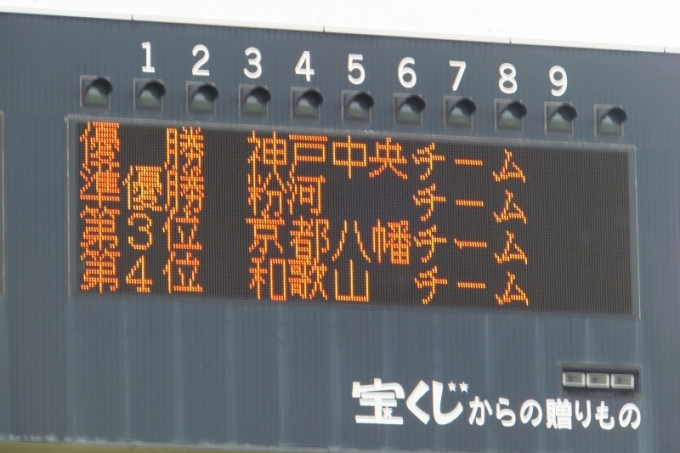 1 2 3 4 5 6 7 8 9
優 勝 神戸中央チーム
準優勝 粉河 チーム
第3位 京都八幡チーム
第4位 和歌山 チーム
宝くじからの贈りもの